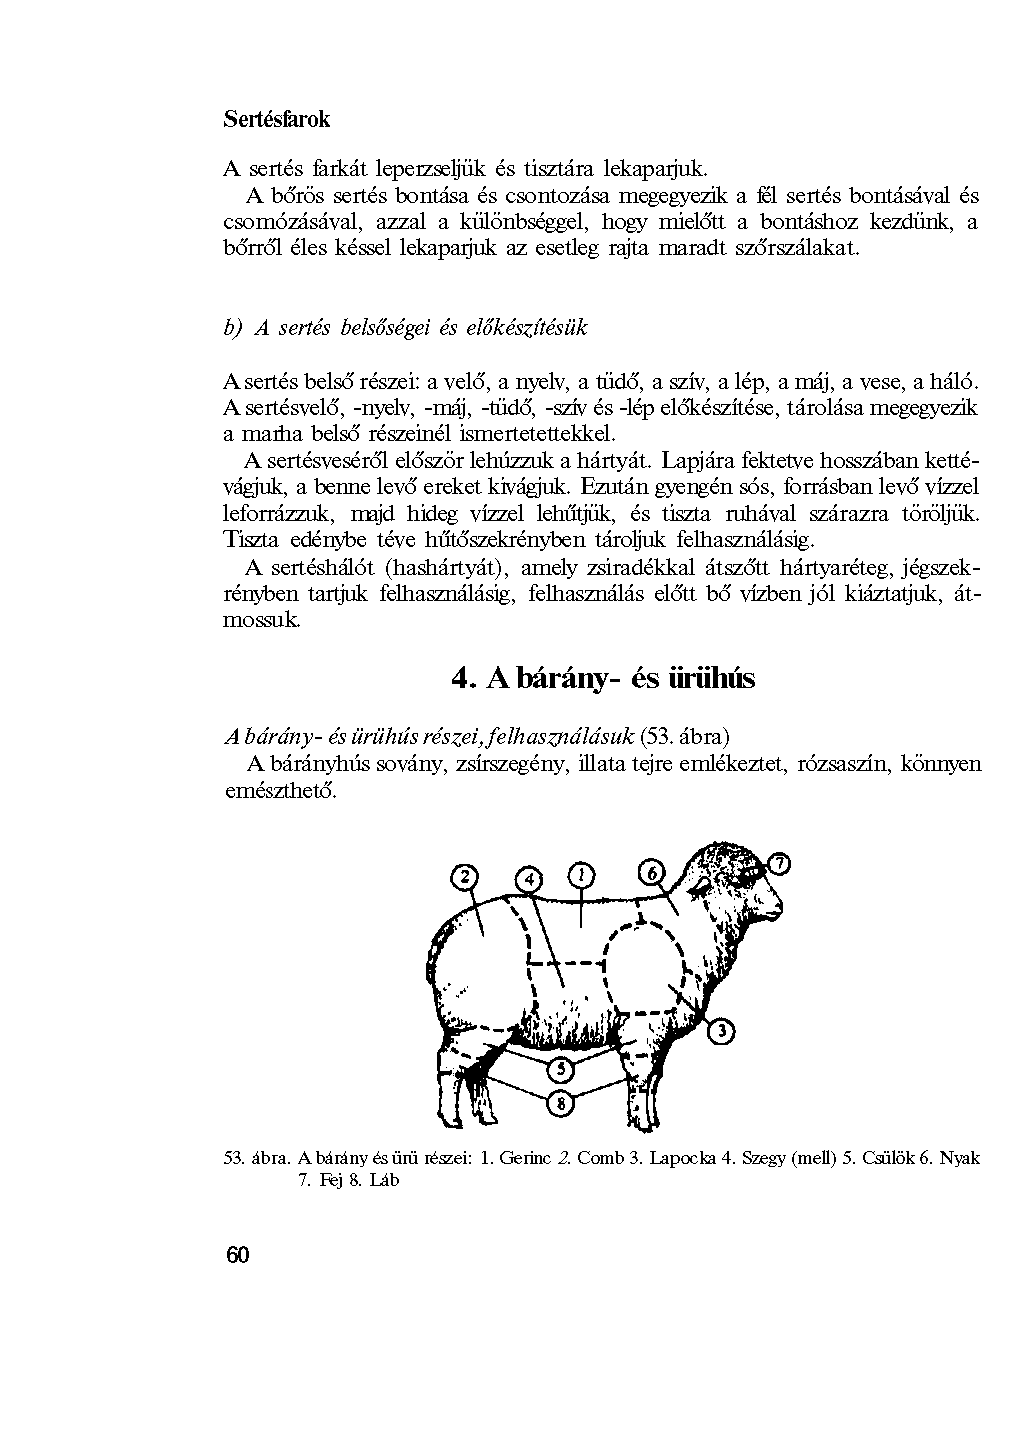 Sertésfarok
A sertés farkát leperzseljük és tisztára lekaparjuk.
A bőrös sertés bontása és csontozása megegyezik a fél sertés bontásával és
csomózásával, azzal a különbséggel, hogy mielőtt a bontáshoz kezdünk, a
bőrről éles késsel lekaparjuk az esetleg rajta maradt szőrszálakat.
b) A sertés belsőségei és előkészítésük
A sertés belső részei: a velő, a nyelv, a tüdő, a szív, a lép, a máj, a vese, a háló.
A sertésvelő, -nyelv, -máj, -tüdő, -szív és -lép előkészítése, tárolása megegyezik
a marha belső részeinél ismertetettekkel.
A sertésveséről először lehúzzuk a hártyát. Lapjára fektetve hosszában ketté-
vágjuk, a benne levő ereket kivágjuk. Ezután gyengén sós, forrásban levő vízzel
leforrázzuk, majd hideg vízzel lehűtjük, és tiszta ruhával szárazra töröljük.
Tiszta edénybe téve hűtőszekrényben tároljuk felhasználásig.
A sertéshálót (hashártyát), amely zsiradékkal átszőtt hártyaréteg, jégszek-
rényben tartjuk felhasználásig, felhasználás előtt bő vízben jól kiáztatjuk, át-
mossuk.
4. A bárány- és ürühús
A bárány- és ürühús részei, felhasználásuk (53. ábra)
A bárányhús sovány, zsírszegény, illata tejre emlékeztet, rózsaszín, könnyen
emészthető.
2 4 1 6 7
3
5
8
53. ábra. A bárány és ürü részei: 1. Gerinc 2. Comb 3. Lapocka 4. Szegy (mell) 5. Csülök 6. Nyak
7. Fej 8. Láb
60